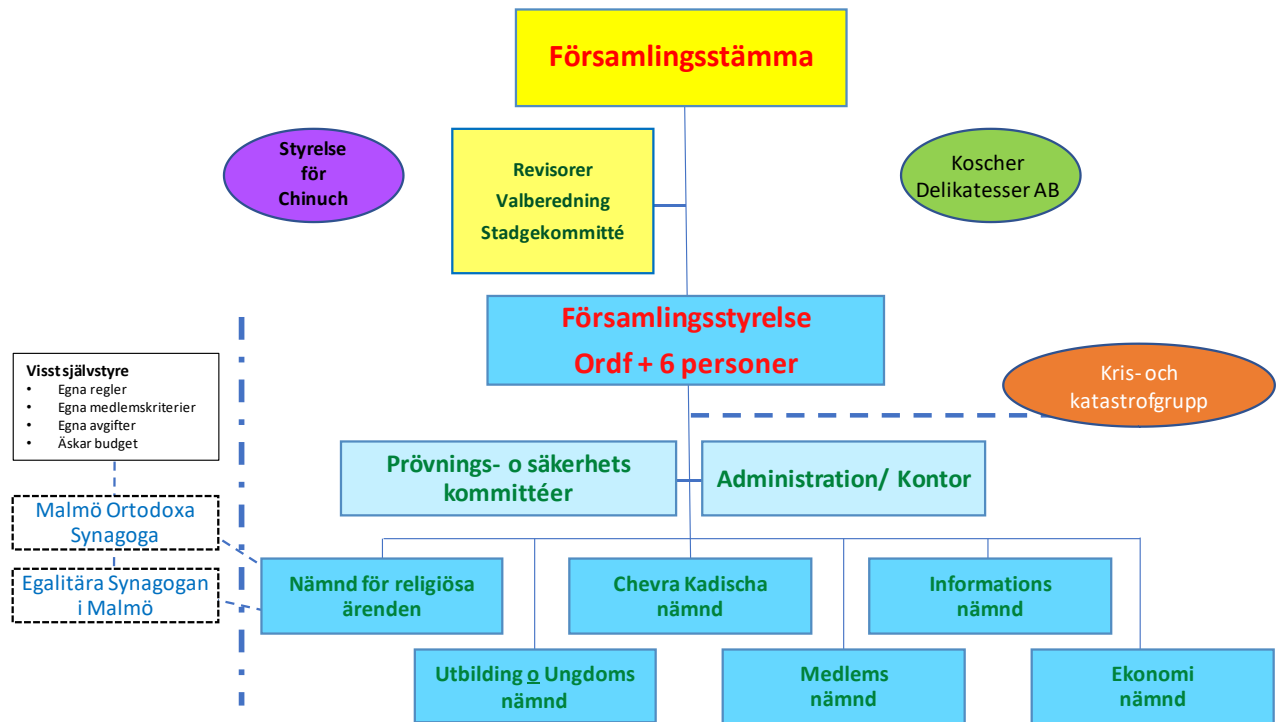 Församlingsstämma
Styrelse
för
Chinuch
Revisorer
Valberedning
Stadgekommitté
Koscher
Delikatesser AB
Församlingsstyrelse
Ordf + 6 personer
Visst självstyre
• Egna regler
• Egna medlemskriterier
• Egna avgifter
• Äskar budget
Kris- och
katastrofgrupp
Prövnings- o säkerhets
kommittéer
Administration/ Kontor
Malmö Ortodoxa
Synagoga
Egalitära Synagogan
i Malmö
Nämnd för religiösa
ärenden
Chevra Kadischa
nämnd
Informations
nämnd
Utbilding o Ungdoms
nämnd
Medlems
nämnd
Ekonomi
nämnd